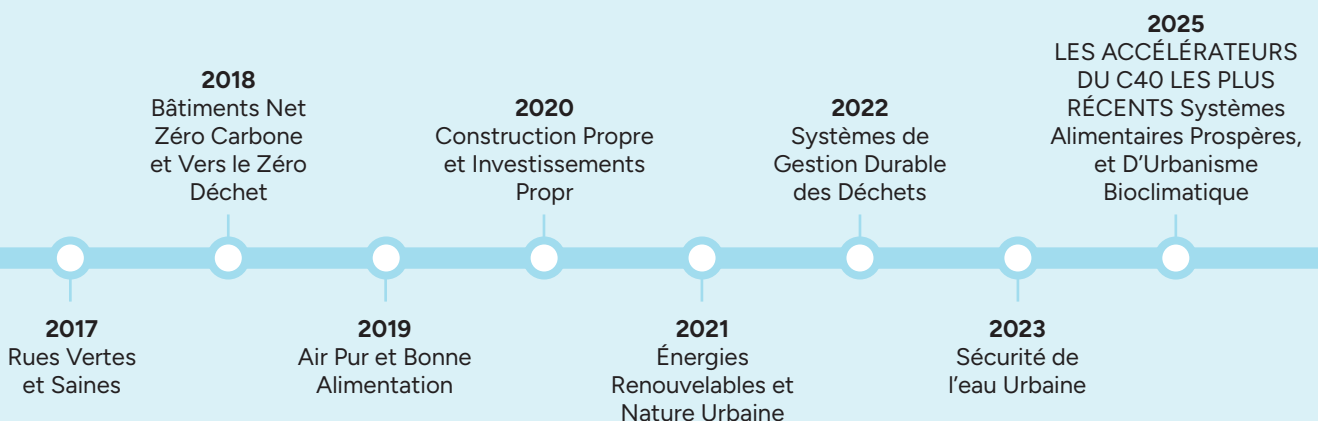 2017
Rues Vertes
et Saines
2018
Bâtiments Net
Zéro Carbone
et Vers le Zéro
Déchet
2019
Air Pur et Bonne
Alimentation
2020
Construction Propre
et Investissements
Propr
2021
Énergies
Renouvelables et
Nature Urbaine
2022
Systèmes de
Gestion Durable
des Déchets
2023
Sécurité de
l'eau Urbaine
2025
LES ACCÉLÉRATEURS
DU C40 LES PLUS
RÉCENTS Systèmes
Alimentaires Prospères,
et D'Urbanisme
Bioclimatique